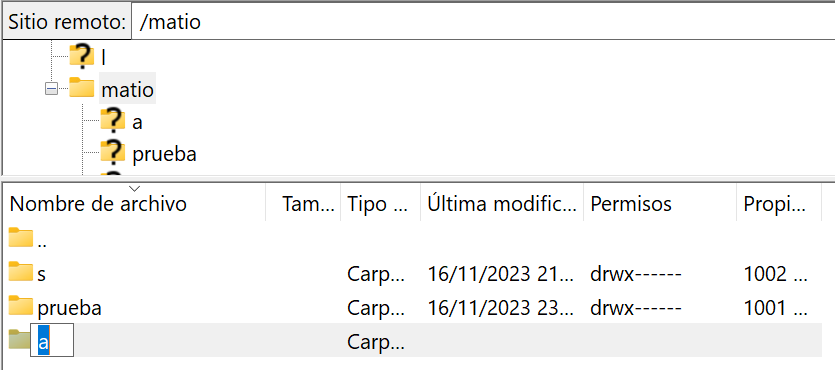 Sitio remoto: /matio
l
matio
a
prueba
Nombre de archivo Tam... Tipo ... Última modific... Permisos Propi...
..
s Carp... 16/11/2023 21... drwx------ 1002 ...
prueba Carp... 16/11/2023 23... drwx------ 1001 ...
a Carp...